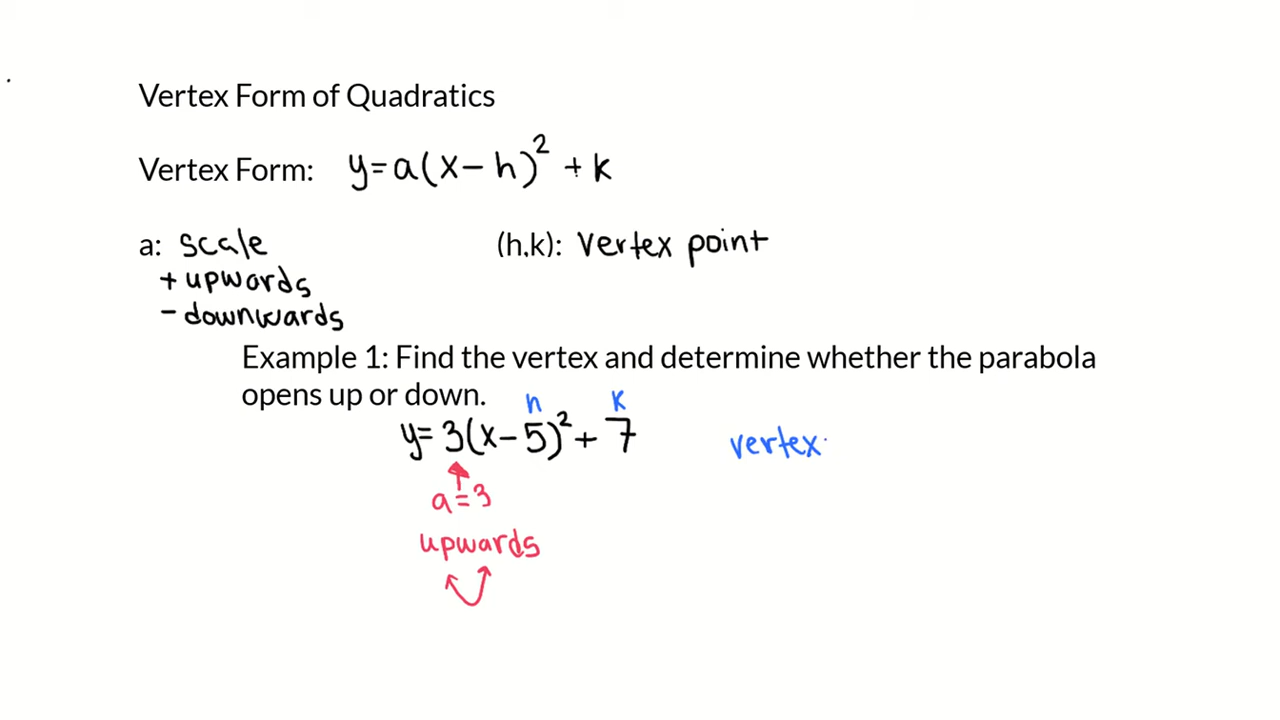 Vertex Form of Quadratics
Vertex Form: y=a(x-h)²+k
a: scale (h,k): vertex point
+ upwards
- downwards
Example 1: Find the vertex and determine whether the parabola
opens up or down.
h k
y=3(x-5)²+7 vertex:
a=3
upwards